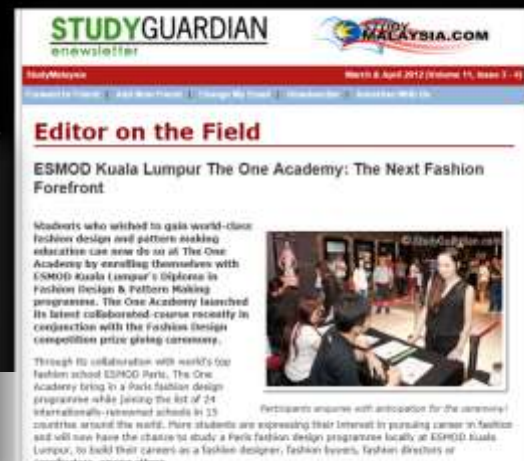 STUDYGUARDIAN
enewsletter
STUDY
MALAYSIA.COM
StudyMalaysia
March & April 2012 (Volume 11, Issue 3 - 4)
Forward to Friend | Add New Friend | Change My Email | Unsubscribe | Advertise With Us
Editor on the Field
ESMOD Kuala Lumpur The One Academy: The Next Fashion
Forefront
Students who wished to gain world-class
fashion design and pattern making
education can now do so at The One
Academy by enrolling themselves with
ESMOD Kuala Lumpur's Diploma in
Fashion Design & Pattern Making
programme. The One Academy launched
its latest collaborated course recently in
conjunction with the Fashion Design
competition prize giving ceremony.
© StudyGuardian.com
Through its collaboration with world's top
fashion school ESMOD Paris, The One
Academy bring in a Paris fashion design
programme while joining the list of 24
internationally-renowned schools in 15
Participants enquire with anticipation for the ceremony!
countries around the world. More students are expressing their interest in pursuing career in fashion
and will now have the chance to study a Paris fashion design programme locally at ESMOD Kuala
Lumpur, to build their careers as a fashion designer, fashion buyers, fashion directors or